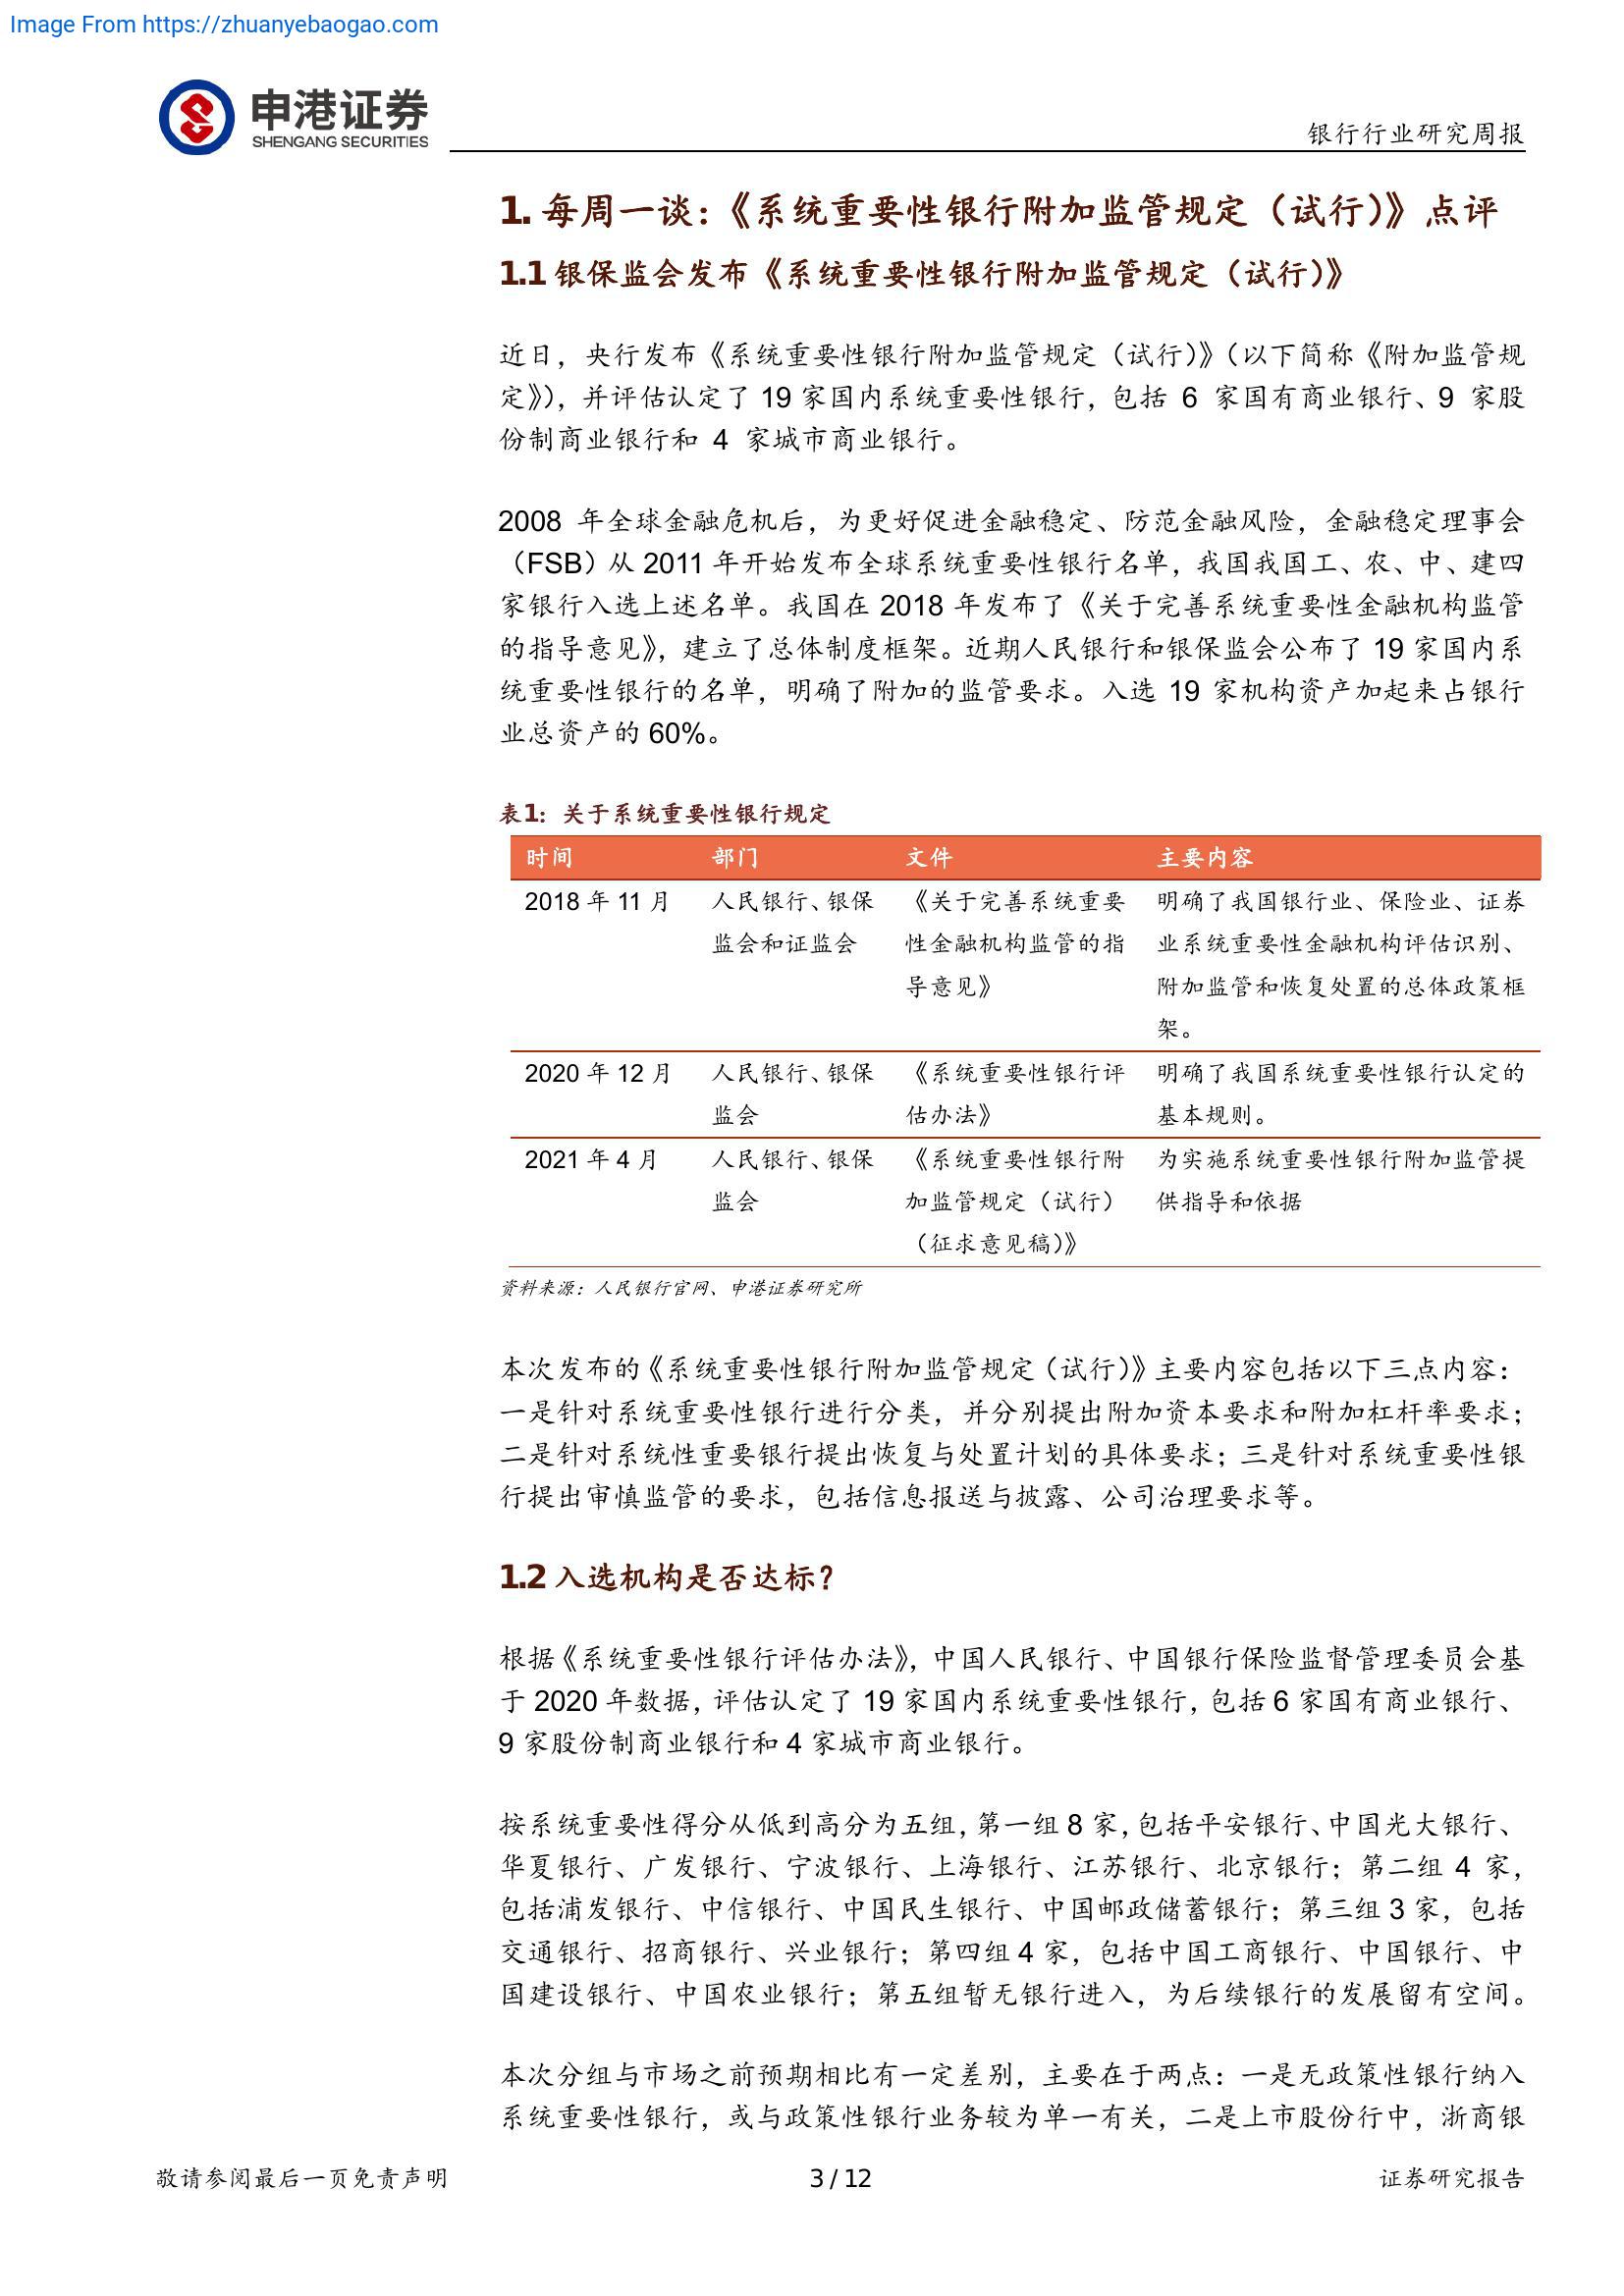 Image From https://zhuanyebaogao.com
申港证券
SHENGANG SECURITIES
银行行业研究周报
1. 每周一谈：《系统重要性银行附加监管规定（试行）》点评
1.1 银保监会发布《系统重要性银行附加监管规定（试行）》
近日，央行发布《系统重要性银行附加监管规定（试行）》（以下简称《附加监管规
定》），并评估认定了 19 家国内系统重要性银行，包括 6 家国有商业银行、9 家股
份制商业银行和 4 家城市商业银行。
2008 年全球金融危机后，为更好促进金融稳定、防范金融风险，金融稳定理事会
（FSB）从 2011 年开始发布全球系统重要性银行名单，我国我国工、农、中、建四
家银行入选上述名单。我国在 2018 年发布了《关于完善系统重要性金融机构监管
的指导意见》，建立了总体制度框架。近期人民银行和银保监会公布了 19 家国内系
统重要性银行的名单，明确了附加的监管要求。入选 19 家机构资产加起来占银行
业总资产的 60%。
表1：关于系统重要性银行规定
时间 部门 文件 主要内容
2018 年 11 月 人民银行、银保 《关于完善系统重要 明确了我国银行业、保险业、证券
监会和证监会 性金融机构监管的指 业系统重要性金融机构评估识别、
导意见》 附加监管和恢复处置的总体政策框
架。
2020 年 12 月 人民银行、银保 《系统重要性银行评 明确了我国系统重要性银行认定的
监会 估办法》 基本规则。
2021 年 4 月 人民银行、银保 《系统重要性银行附 为实施系统重要性银行附加监管提
监会 加监管规定（试行） 供指导和依据
（征求意见稿）》
资料来源：人民银行官网、申港证券研究所
本次发布的《系统重要性银行附加监管规定（试行）》主要内容包括以下三点内容：
一是针对系统重要性银行进行分类，并分别提出附加资本要求和附加杠杆率要求；
二是针对系统性重要银行提出恢复与处置计划的具体要求；三是针对系统重要性银
行提出审慎监管的要求，包括信息报送与披露、公司治理要求等。
1.2 入选机构是否达标？
根据《系统重要性银行评估办法》，中国人民银行、中国银行保险监督管理委员会基
于 2020 年数据，评估认定了 19 家国内系统重要性银行，包括 6 家国有商业银行、
9 家股份制商业银行和 4 家城市商业银行。
按系统重要性得分从低到高分为五组，第一组 8 家，包括平安银行、中国光大银行、
华夏银行、广发银行、宁波银行、上海银行、江苏银行、北京银行；第二组 4 家，
包括浦发银行、中信银行、中国民生银行、中国邮政储蓄银行；第三组 3 家，包括
交通银行、招商银行、兴业银行；第四组 4 家，包括中国工商银行、中国银行、中
国建设银行、中国农业银行；第五组暂无银行进入，为后续银行的发展留有空间。
本次分组与市场之前预期相比有一定差别，主要在于两点：一是无政策性银行纳入
系统重要性银行，或与政策性银行业务较为单一有关，二是上市股份行中，浙商银
敬请参阅最后一页免责声明
3 / 12
证券研究报告